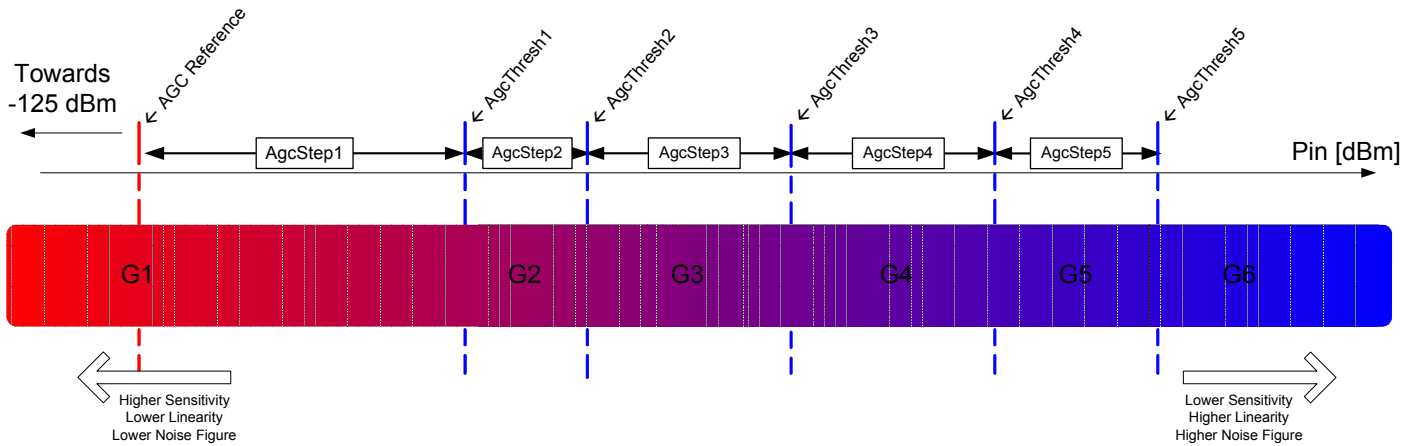 Towards
-125 dBm
AGC Reference
AgcThresh1
AgcThresh2
AgcThresh3
AgcThresh4
AgcThresh5
AgcStep1
AgcStep2
AgcStep3
AgcStep4
AgcStep5
Pin [dBm]
G1
G2
G3
G4
G5
G6
Higher Sensitivity
Lower Linearity
Lower Noise Figure
Lower Sensitivity
Higher Linearity
Higher Noise Figure